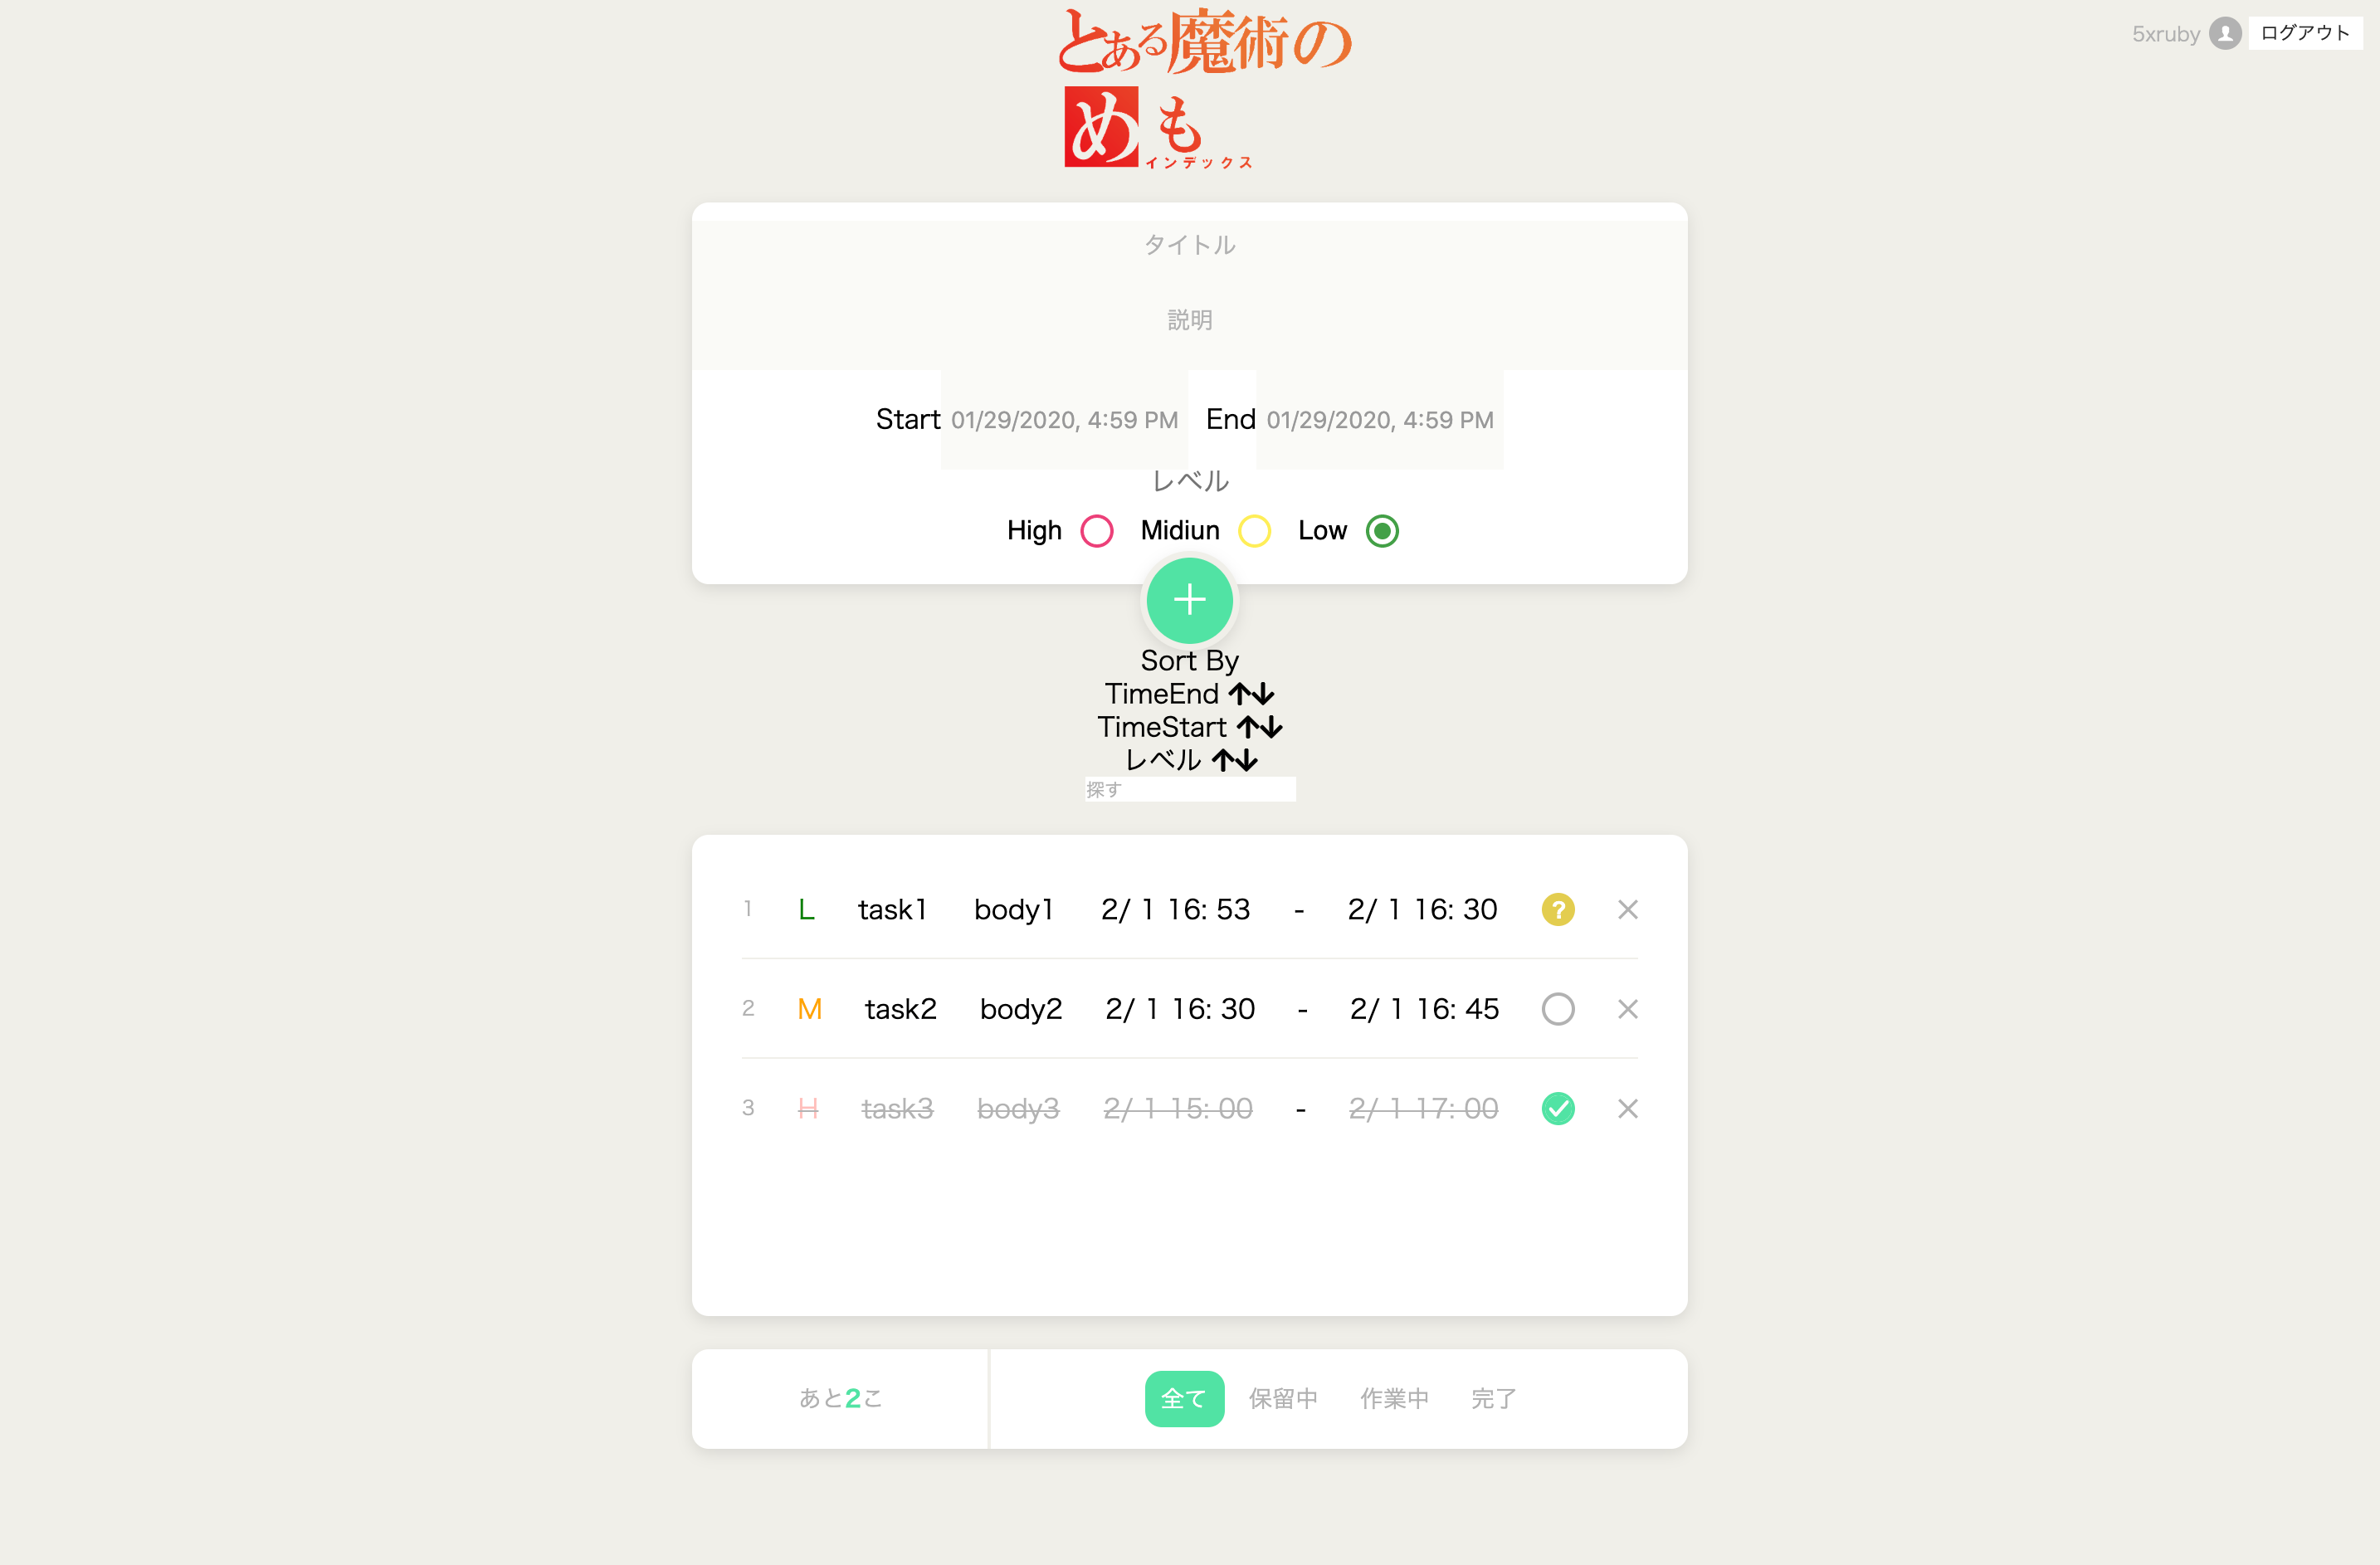 とある魔術の
めも
インデックス
5xruby ログアウト
タイトル
説明
Start 01/29/2020, 4:59 PM End 01/29/2020, 4:59 PM
レベル
High Midiun Low
Sort By
TimeEnd
TimeStart
レベル
探す
1 L task1 body1 2/ 1 16: 53 - 2/ 1 16: 30
2 M task2 body2 2/ 1 16: 30 - 2/ 1 16: 45
3 H task3 body3 2/ 1 15: 00 - 2/ 1 17: 00
あと2こ 全て 保留中 作業中 完了